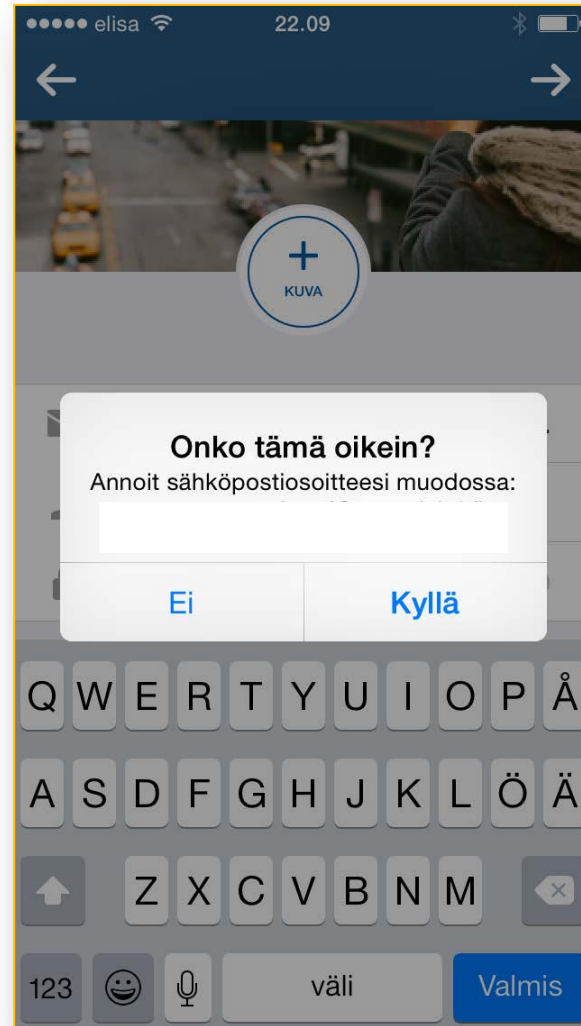 elisa 22.09
KUVA
Onko tämä oikein?
Annoit sähköpostiosoitteesi muodossa:
Ei Kyllä
Q W E R T Y U I O P Å
A S D F G H J K L Ö Ä
Z X C V B N M
123 väli Valmis